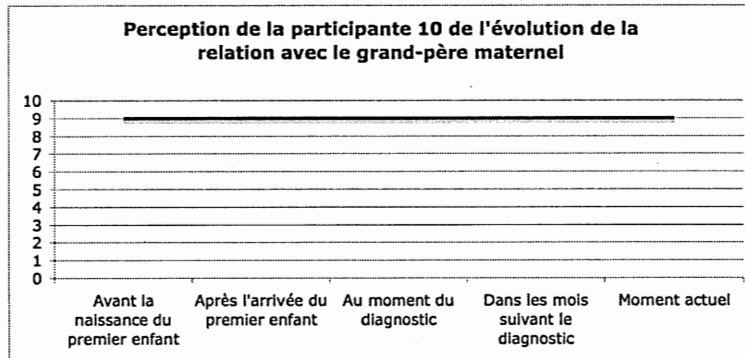 Perception de la participante 10 de l'évolution de la
relation avec le grand-père maternel
10
9
8
7
6
5
4
3
2
1
0
Avant la
naissance du
premier enfant
Après l'arrivée du
premier enfant
Au moment du
diagnostic
Dans les mois
suivant le
diagnostic
Moment actuel